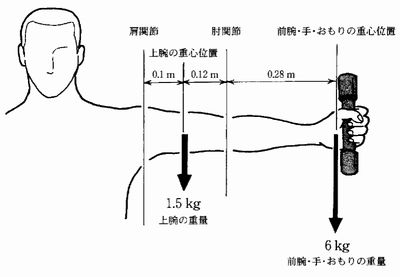 肩関節
上腕の重心位置
肘関節
前腕・手・おもりの重心位置
0.1 m
0.12 m
0.28 m
1.5 kg
上腕の重量
6 kg
前腕・手・おもりの重量